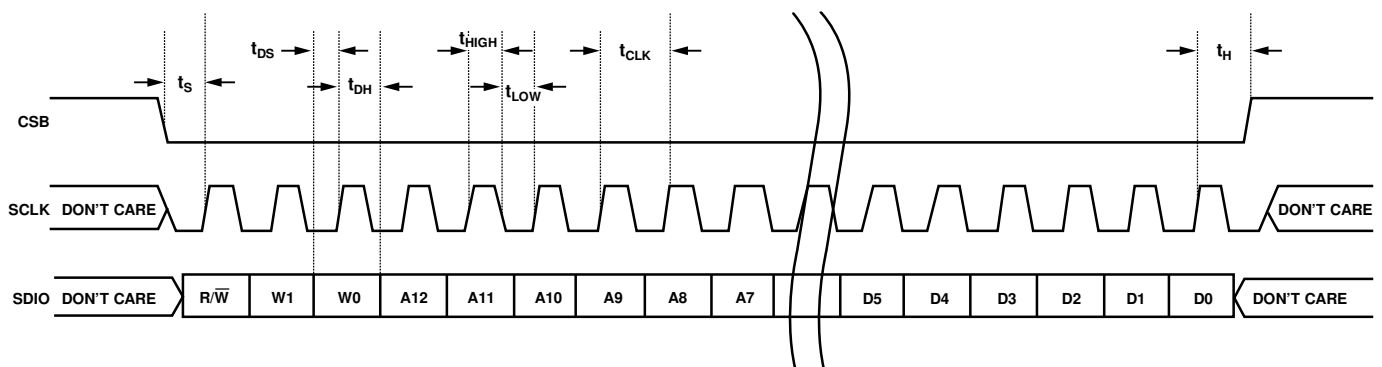 tDS
tHIGH
tCLK
tH
tS
tDH
tLOW
CSB
SCLK DON'T CARE
DON'T CARE
SDIO DON'T CARE R/W̅ W1 W0 A12 A11 A10 A9 A8 A7 D5 D4 D3 D2 D1 D0 DON'T CARE